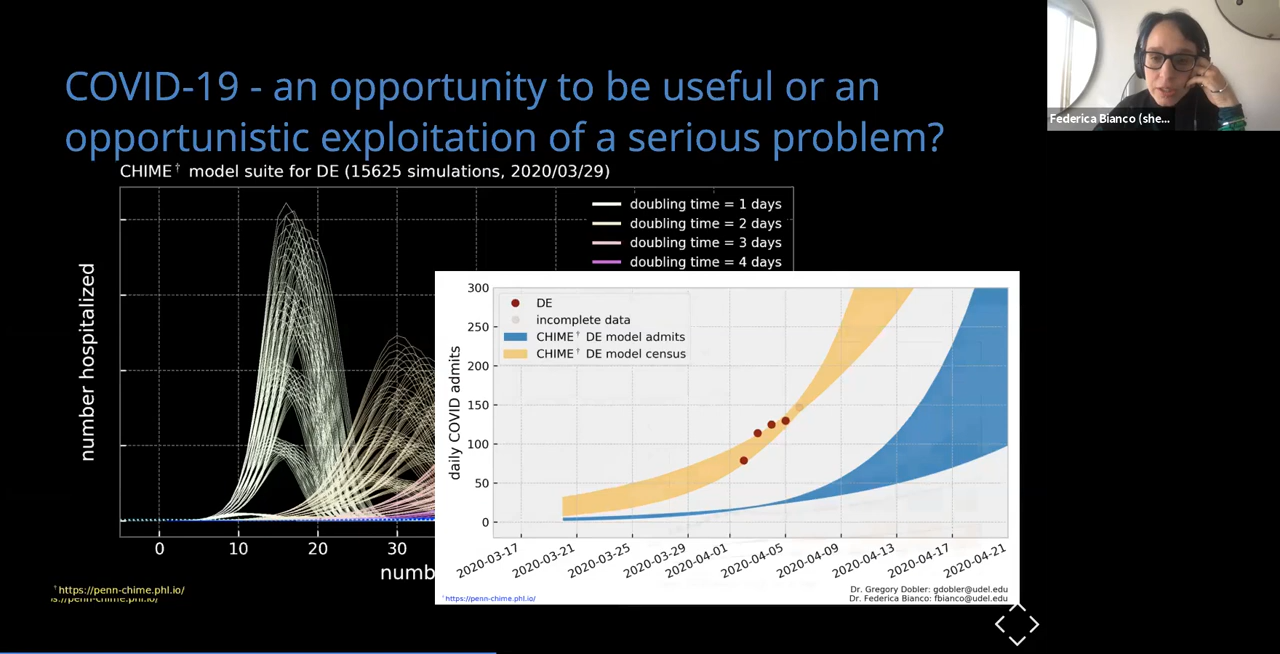 COVID-19 - an opportunity to be useful or an
opportunistic exploitation of a serious problem?
Federica Bianco (she...
CHIME† model suite for DE (15625 simulations, 2020/03/29)
doubling time = 1 days
doubling time = 2 days
doubling time = 3 days
doubling time = 4 days
number hospitalized
0
10
20
30
numb
300
250
200
150
100
50
0
daily COVID admits
DE
incomplete data
CHIME† DE model admits
CHIME† DE model census
2020-03-17
2020-03-21
2020-03-25
2020-03-29
2020-04-01
2020-04-05
2020-04-09
2020-04-13
2020-04-17
2020-04-21
†https://penn-chime.phl.io/
Dr. Gregory Dobler: gdobler@udel.edu
Dr. Federica Bianco: fbianco@udel.edu
†https://penn-chime.phl.io/
s://penn-chime.phl.io/